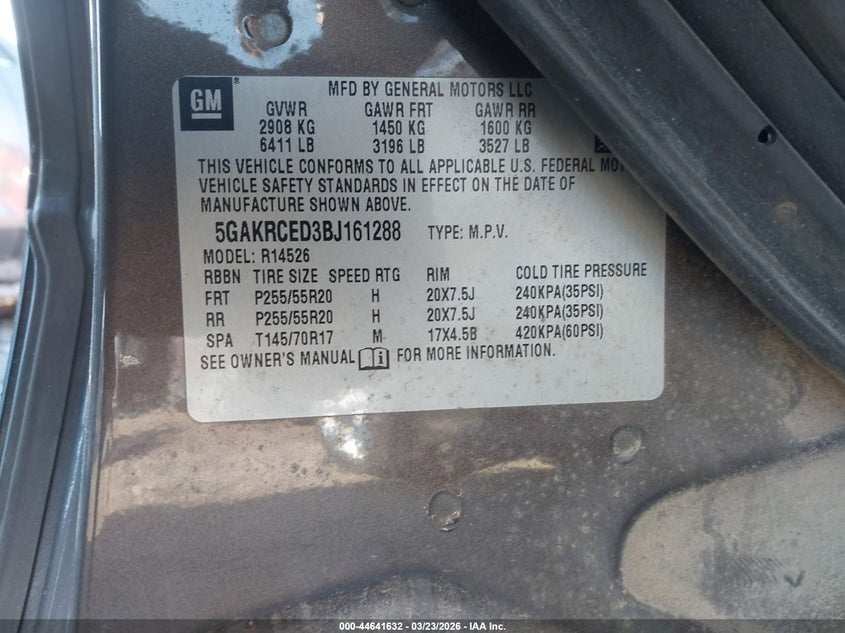 GM ®
MFD BY GENERAL MOTORS LLC
GVWR GAWR FRT GAWR RR
2908 KG 1450 KG 1600 KG
6411 LB 3196 LB 3527 LB
THIS VEHICLE CONFORMS TO ALL APPLICABLE U.S. FEDERAL
VEHICLE SAFETY STANDARDS IN EFFECT ON THE DATE OF
MANUFACTURE SHOWN ABOVE.
5GAKRCED3BJ161288 TYPE: M.P.V.
MODEL: R14526
RBBN TIRE SIZE SPEED RTG RIM COLD TIRE PRESSURE
FRT P255/55R20 H 20X7.5J 240KPA(35PSI)
RR P255/55R20 H 20X7.5J 240KPA(35PSI)
SPA T145/70R17 M 17X4.5B 420KPA(60PSI)
SEE OWNER'S MANUAL FOR MORE INFORMATION.
000-44641632 - 03/23/2026 - IAA Inc.